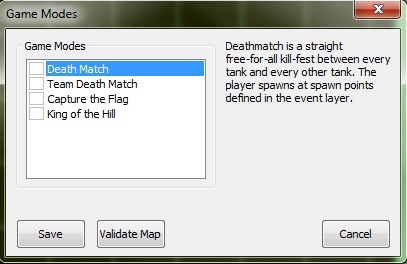 Game Modes
Game Modes
Death Match
Team Death Match
Capture the Flag
King of the Hill
Deathmatch is a straight
free-for-all kill-fest between every
tank and every other tank. The
player spawns at spawn points
defined in the event layer.
Save
Validate Map
Cancel